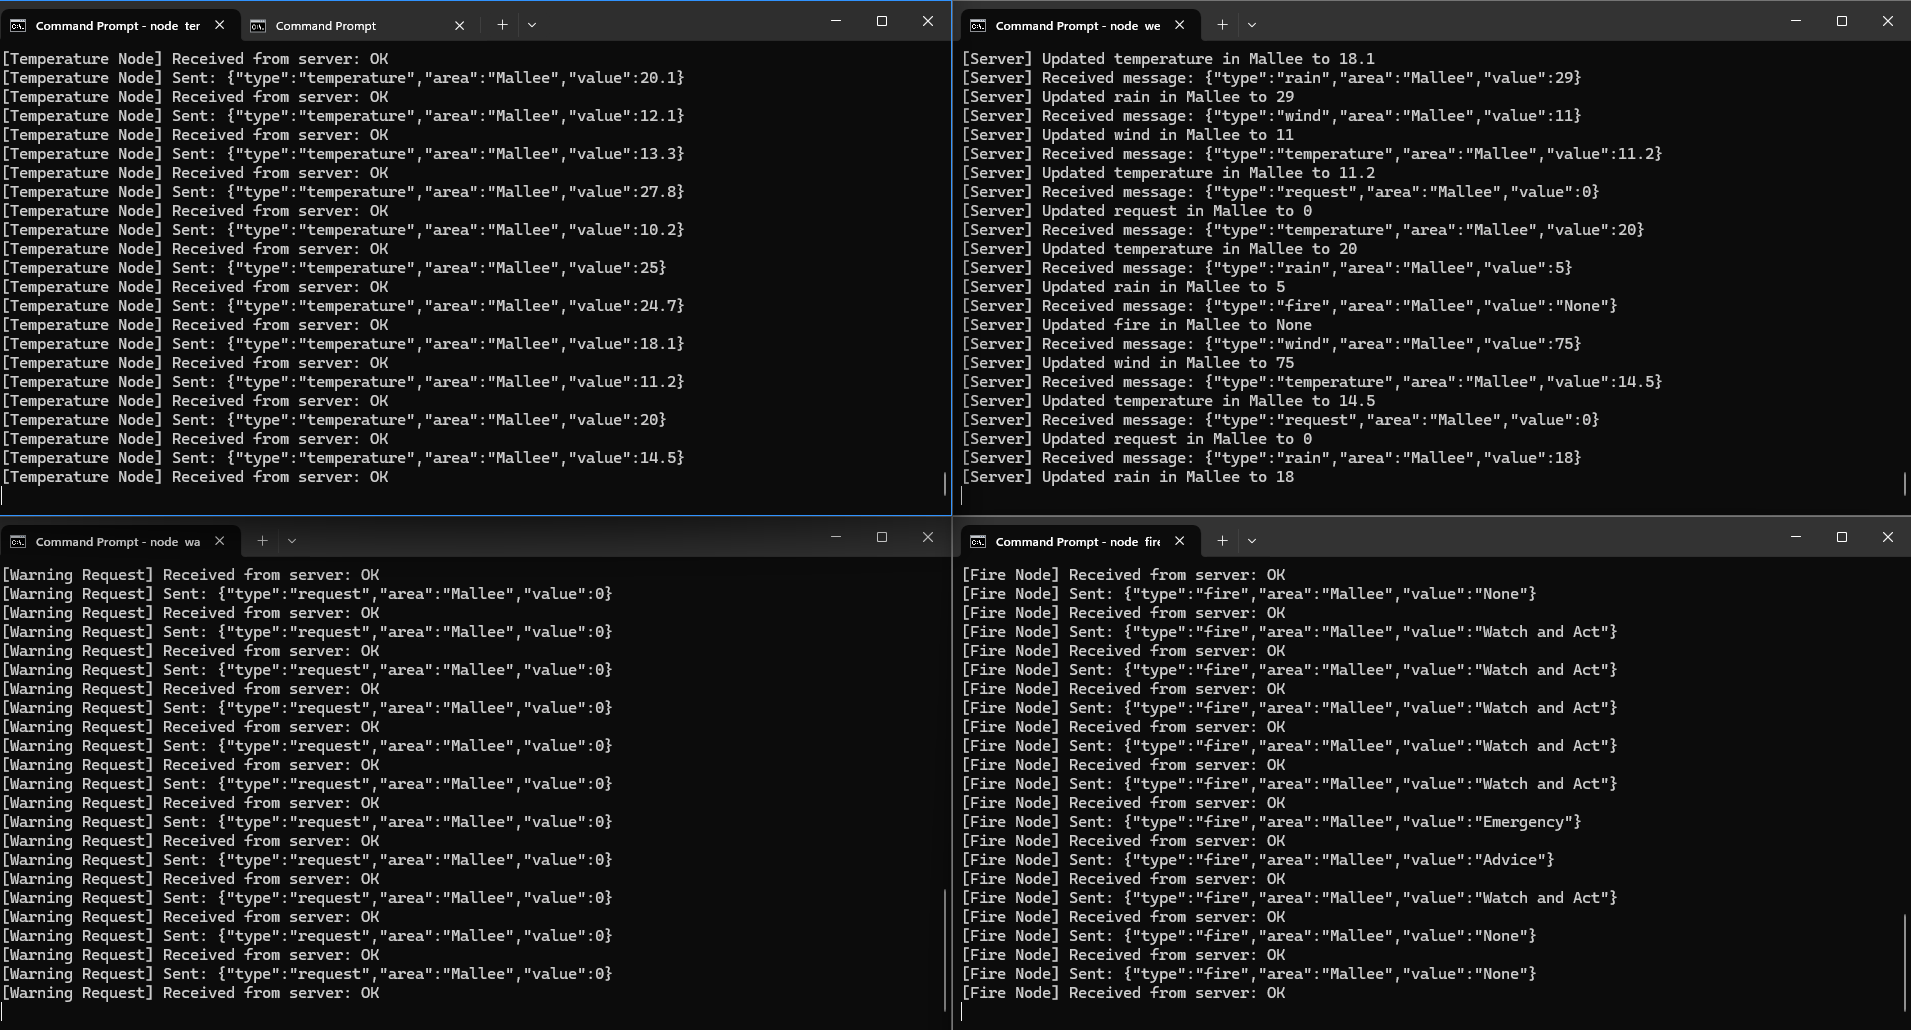 Command Prompt - node ter
Command Prompt
[Temperature Node] Received from server: OK
[Temperature Node] Sent: {"type":"temperature","area":"Mallee","value":20.1}
[Temperature Node] Received from server: OK
[Temperature Node] Sent: {"type":"temperature","area":"Mallee","value":12.1}
[Temperature Node] Received from server: OK
[Temperature Node] Sent: {"type":"temperature","area":"Mallee","value":13.3}
[Temperature Node] Received from server: OK
[Temperature Node] Sent: {"type":"temperature","area":"Mallee","value":27.8}
[Temperature Node] Received from server: OK
[Temperature Node] Sent: {"type":"temperature","area":"Mallee","value":10.2}
[Temperature Node] Received from server: OK
[Temperature Node] Sent: {"type":"temperature","area":"Mallee","value":25}
[Temperature Node] Received from server: OK
[Temperature Node] Sent: {"type":"temperature","area":"Mallee","value":24.7}
[Temperature Node] Received from server: OK
[Temperature Node] Sent: {"type":"temperature","area":"Mallee","value":18.1}
[Temperature Node] Received from server: OK
[Temperature Node] Sent: {"type":"temperature","area":"Mallee","value":11.2}
[Temperature Node] Received from server: OK
[Temperature Node] Sent: {"type":"temperature","area":"Mallee","value":20}
[Temperature Node] Received from server: OK
[Temperature Node] Sent: {"type":"temperature","area":"Mallee","value":14.5}
[Temperature Node] Received from server: OK
Command Prompt - node we
[Server] Updated temperature in Mallee to 18.1
[Server] Received message: {"type":"rain","area":"Mallee","value":29}
[Server] Updated rain in Mallee to 29
[Server] Received message: {"type":"wind","area":"Mallee","value":11}
[Server] Updated wind in Mallee to 11
[Server] Received message: {"type":"temperature","area":"Mallee","value":11.2}
[Server] Updated temperature in Mallee to 11.2
[Server] Received message: {"type":"request","area":"Mallee","value":0}
[Server] Updated request in Mallee to 0
[Server] Received message: {"type":"temperature","area":"Mallee","value":20}
[Server] Updated temperature in Mallee to 20
[Server] Received message: {"type":"rain","area":"Mallee","value":5}
[Server] Updated rain in Mallee to 5
[Server] Received message: {"type":"fire","area":"Mallee","value":"None"}
[Server] Updated fire in Mallee to None
[Server] Received message: {"type":"wind","area":"Mallee","value":75}
[Server] Updated wind in Mallee to 75
[Server] Received message: {"type":"temperature","area":"Mallee","value":14.5}
[Server] Updated temperature in Mallee to 14.5
[Server] Received message: {"type":"request","area":"Mallee","value":0}
[Server] Updated request in Mallee to 0
[Server] Received message: {"type":"rain","area":"Mallee","value":18}
[Server] Updated rain in Mallee to 18
Command Prompt - node wa
[Warning Request] Received from server: OK
[Warning Request] Sent: {"type":"request","area":"Mallee","value":0}
[Warning Request] Received from server: OK
[Warning Request] Sent: {"type":"request","area":"Mallee","value":0}
[Warning Request] Received from server: OK
[Warning Request] Sent: {"type":"request","area":"Mallee","value":0}
[Warning Request] Received from server: OK
[Warning Request] Sent: {"type":"request","area":"Mallee","value":0}
[Warning Request] Received from server: OK
[Warning Request] Sent: {"type":"request","area":"Mallee","value":0}
[Warning Request] Received from server: OK
[Warning Request] Sent: {"type":"request","area":"Mallee","value":0}
[Warning Request] Received from server: OK
[Warning Request] Sent: {"type":"request","area":"Mallee","value":0}
[Warning Request] Received from server: OK
[Warning Request] Sent: {"type":"request","area":"Mallee","value":0}
[Warning Request] Received from server: OK
[Warning Request] Sent: {"type":"request","area":"Mallee","value":0}
[Warning Request] Received from server: OK
[Warning Request] Sent: {"type":"request","area":"Mallee","value":0}
[Warning Request] Received from server: OK
[Warning Request] Sent: {"type":"request","area":"Mallee","value":0}
[Warning Request] Received from server: OK
Command Prompt - node fire
[Fire Node] Received from server: OK
[Fire Node] Sent: {"type":"fire","area":"Mallee","value":"None"}
[Fire Node] Received from server: OK
[Fire Node] Sent: {"type":"fire","area":"Mallee","value":"Watch and Act"}
[Fire Node] Received from server: OK
[Fire Node] Sent: {"type":"fire","area":"Mallee","value":"Watch and Act"}
[Fire Node] Received from server: OK
[Fire Node] Sent: {"type":"fire","area":"Mallee","value":"Watch and Act"}
[Fire Node] Received from server: OK
[Fire Node] Sent: {"type":"fire","area":"Mallee","value":"Watch and Act"}
[Fire Node] Received from server: OK
[Fire Node] Sent: {"type":"fire","area":"Mallee","value":"Watch and Act"}
[Fire Node] Received from server: OK
[Fire Node] Sent: {"type":"fire","area":"Mallee","value":"Emergency"}
[Fire Node] Received from server: OK
[Fire Node] Sent: {"type":"fire","area":"Mallee","value":"Advice"}
[Fire Node] Received from server: OK
[Fire Node] Sent: {"type":"fire","area":"Mallee","value":"Watch and Act"}
[Fire Node] Received from server: OK
[Fire Node] Sent: {"type":"fire","area":"Mallee","value":"None"}
[Fire Node] Received from server: OK
[Fire Node] Sent: {"type":"fire","area":"Mallee","value":"None"}
[Fire Node] Received from server: OK